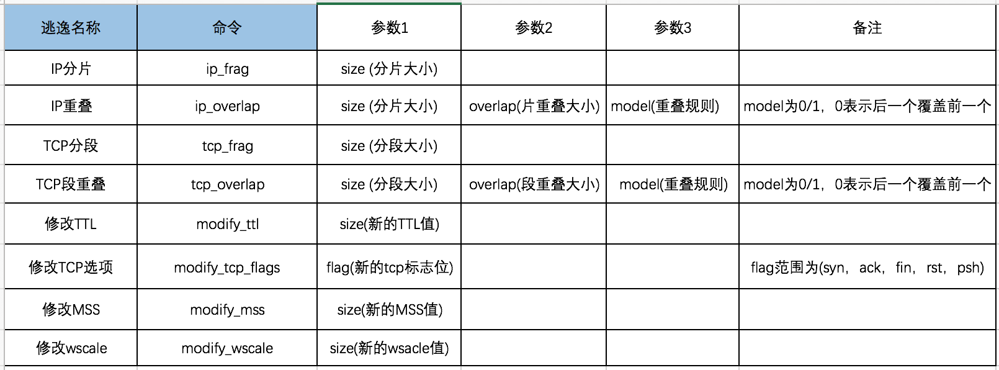 逃逸名称 命令 参数1 参数2 参数3 备注
IP分片 ip_frag size (分片大小)
IP重叠 ip_overlap size (分片大小) overlap(片重叠大小) model(重叠规则) model为0/1，0表示后一个覆盖前一个
TCP分段 tcp_frag size (分段大小)
TCP段重叠 tcp_overlap size (分段大小) overlap(段重叠大小) model(重叠规则) model为0/1，0表示后一个覆盖前一个
修改TTL modify_ttl size(新的TTL值)
修改TCP选项 modify_tcp_flags flag(新的tcp标志位) flag范围为(syn，ack，fin，rst，psh)
修改MSS modify_mss size(新的MSS值)
修改wscale modify_wscale size(新的wsacle值)